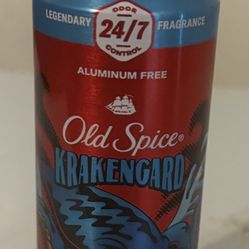 LEGENDARY FRAGRANCE
ODOR
24/7
CONTROL
ALUMINUM FREE
Old Spice®
KRAKENGARD